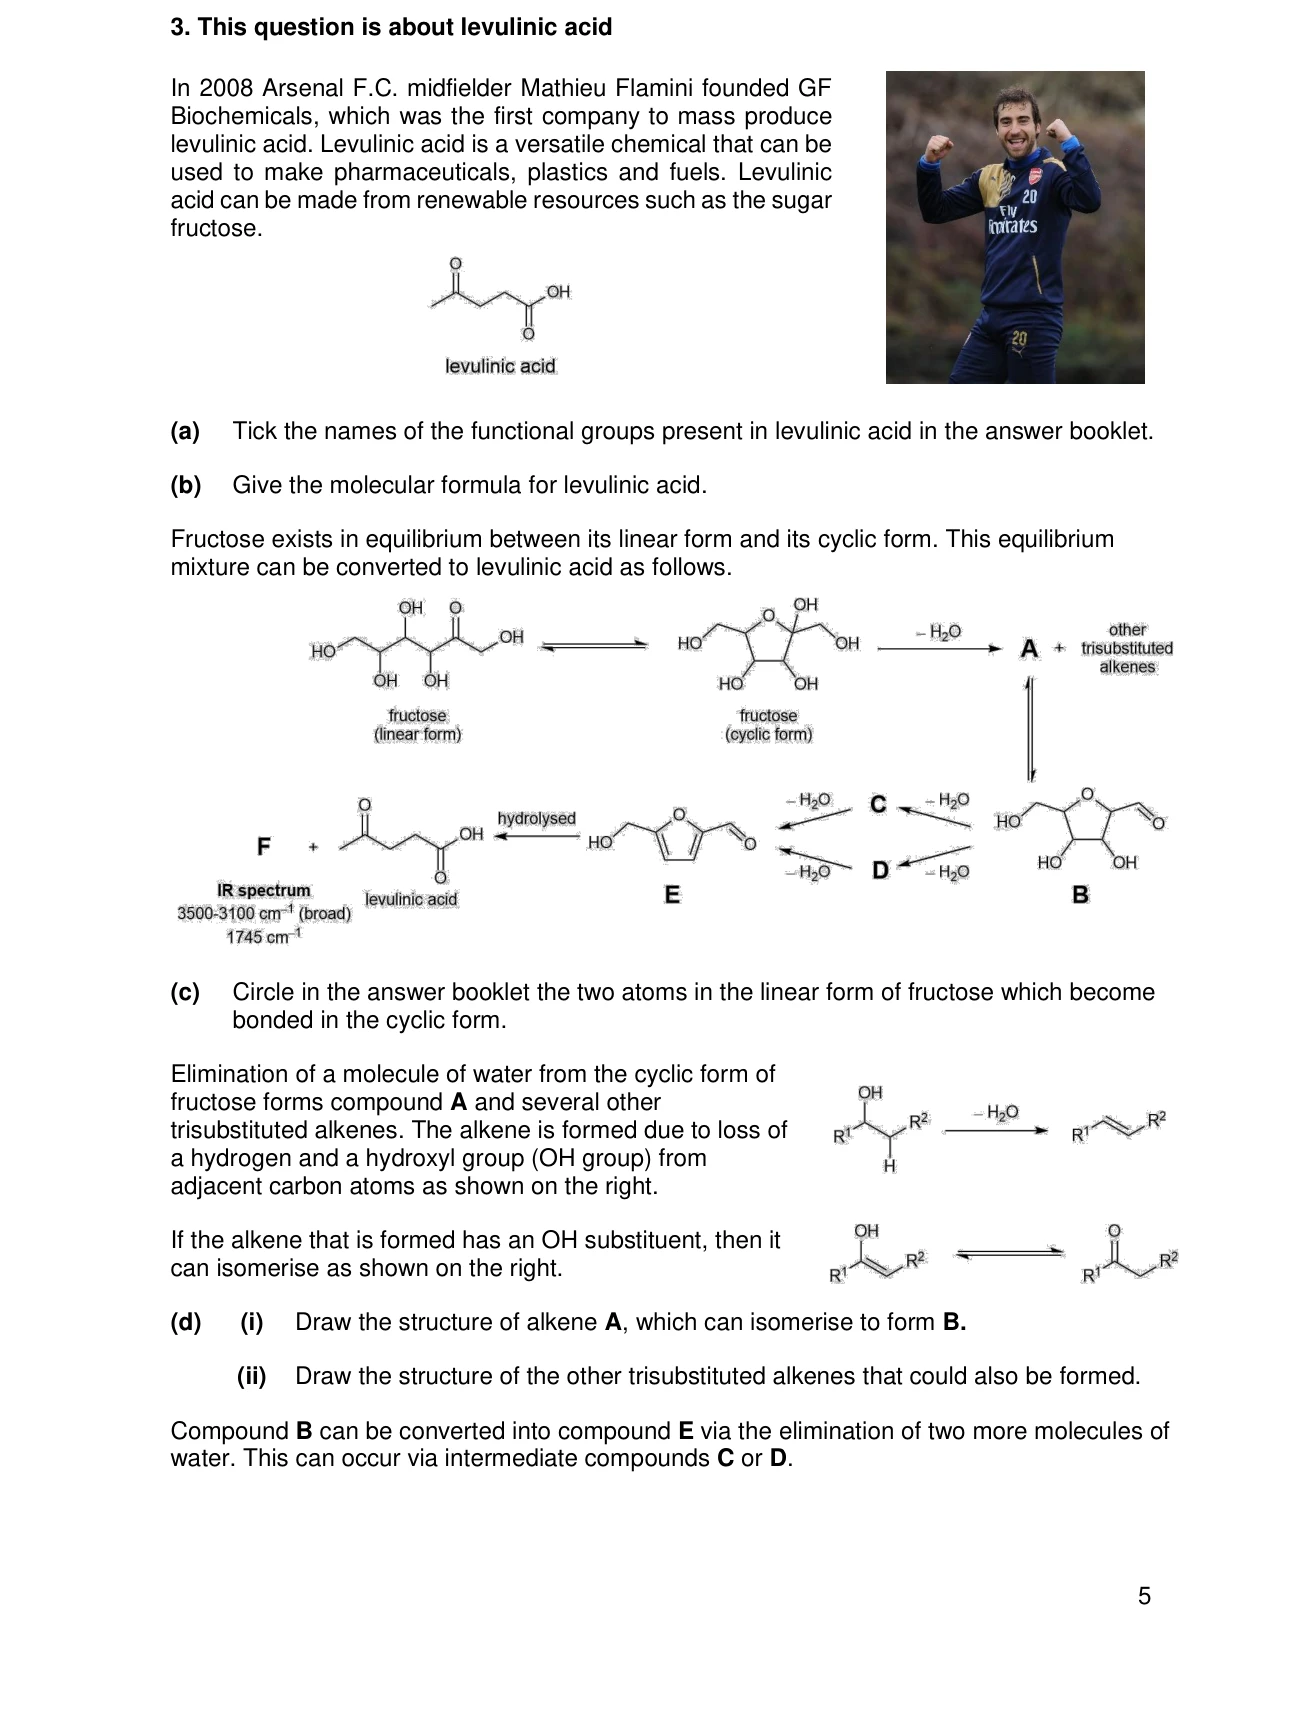 3. This question is about levulinic acid
In 2008 Arsenal F.C. midfielder Mathieu Flamini founded GF
Biochemicals, which was the first company to mass produce
levulinic acid. Levulinic acid is a versatile chemical that can be
used to make pharmaceuticals, plastics and fuels. Levulinic
acid can be made from renewable resources such as the sugar
fructose.
20
Fly
Emirates
20
O
OH
O
levulinic acid
(a) Tick the names of the functional groups present in levulinic acid in the answer booklet.
(b) Give the molecular formula for levulinic acid.
Fructose exists in equilibrium between its linear form and its cyclic form. This equilibrium
mixture can be converted to levulinic acid as follows.
OH O
HO OH
OH OH
fructose
(linear form)
O OH
HO OH
HO OH
fructose
(cyclic form)
– H₂O
A + other
trisubstituted
alkenes
F + O
OH
O
IR spectrum
3500-3100 cm⁻¹ (broad)
1745 cm⁻¹
levulinic acid
hydrolysed
HO O O
E
– H₂O C – H₂O
– H₂O D – H₂O
O
HO O
HO OH
B
(c) Circle in the answer booklet the two atoms in the linear form of fructose which become
bonded in the cyclic form.
Elimination of a molecule of water from the cyclic form of
fructose forms compound A and several other
trisubstituted alkenes. The alkene is formed due to loss of
a hydrogen and a hydroxyl group (OH group) from
adjacent carbon atoms as shown on the right.
OH
R¹ R²
H
– H₂O
R¹ R²
If the alkene that is formed has an OH substituent, then it
can isomerise as shown on the right.
OH
R¹ R²
O
R¹ R²
(d) (i) Draw the structure of alkene A, which can isomerise to form B.
(ii) Draw the structure of the other trisubstituted alkenes that could also be formed.
Compound B can be converted into compound E via the elimination of two more molecules of
water. This can occur via intermediate compounds C or D.
5